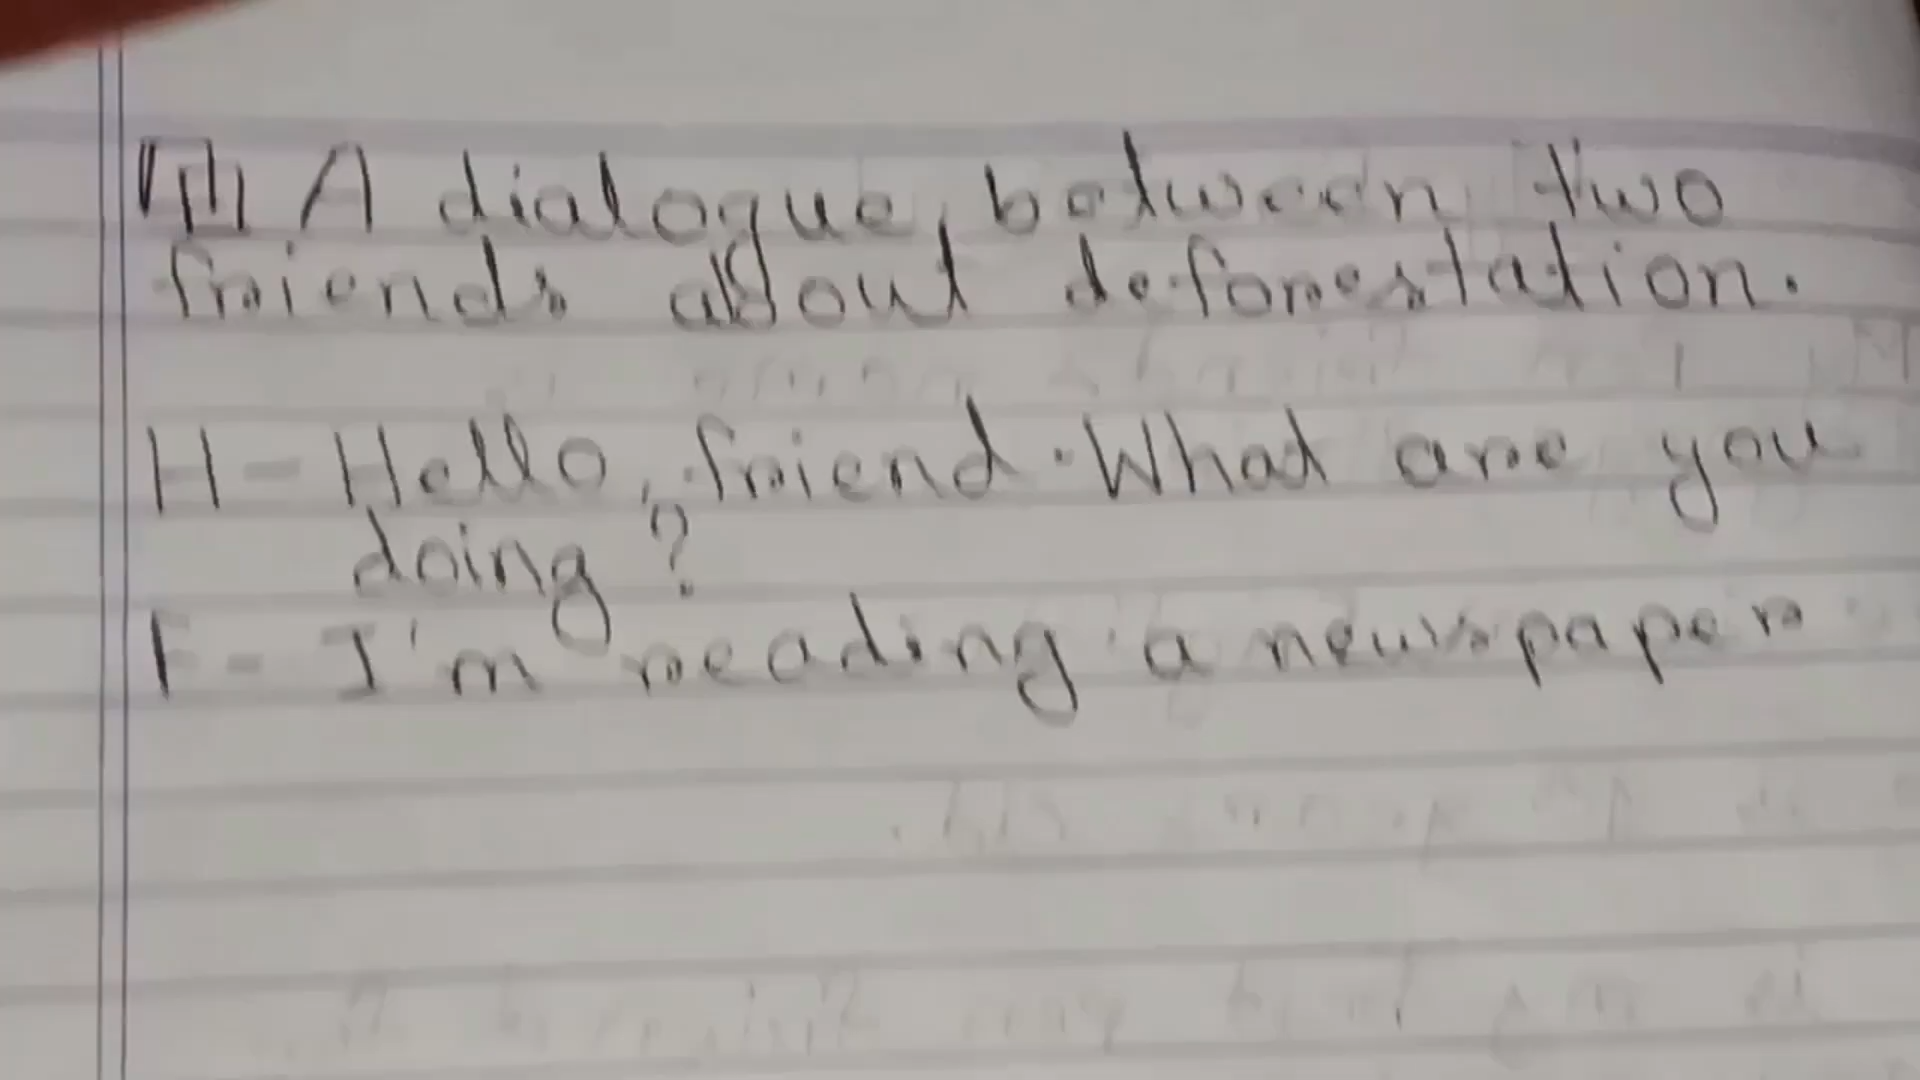 A dialogue, between two
friends about deforestation.
H - Hello, friend. What are you
doing?
F - I'm reading a newspaper